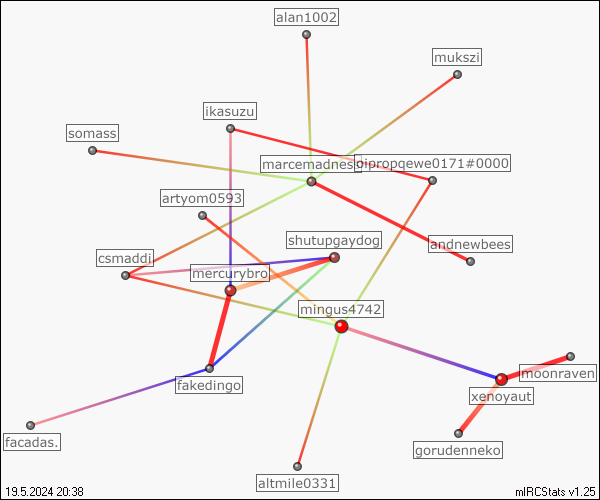 alan1002
mukszi
ikasuzu
somass
marcemadness
oipropqewe0171#0000
artyom0593
shutupgaydog
andnewbees
csmaddi
mercurybro
mingus4742
moonraven
fakedingo
xenoyaut
facadas.
gorudenneko
altmile0331
19.5.2024 20:38
mIRCStats v1.25